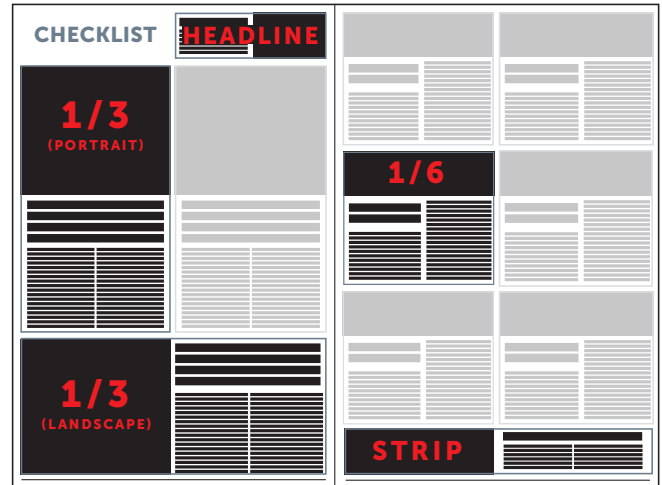 CHECKLIST
HEADLINE
1/3
(PORTRAIT)
1/3
(LANDSCAPE)
1/6
STRIP